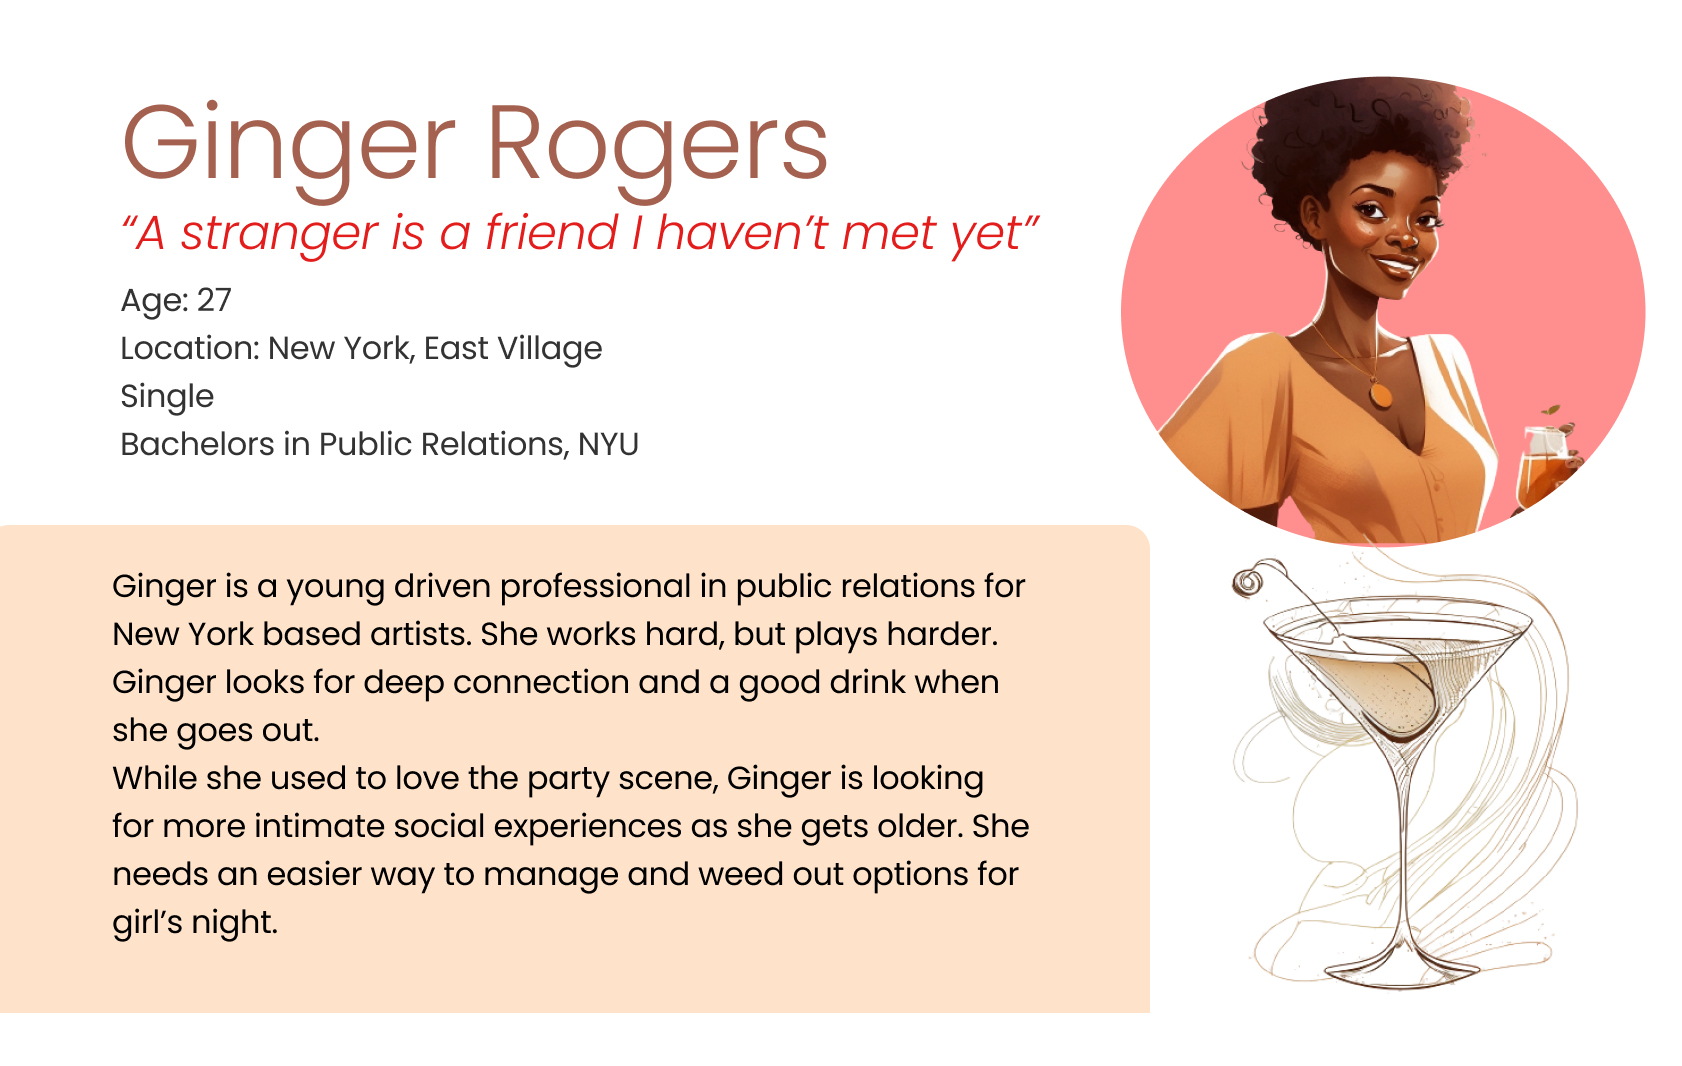 Ginger Rogers
“A stranger is a friend I haven’t met yet”
Age: 27
Location: New York, East Village
Single
Bachelors in Public Relations, NYU
Ginger is a young driven professional in public relations for
New York based artists. She works hard, but plays harder.
Ginger looks for deep connection and a good drink when
she goes out.
While she used to love the party scene, Ginger is looking
for more intimate social experiences as she gets older. She
needs an easier way to manage and weed out options for
girl’s night.